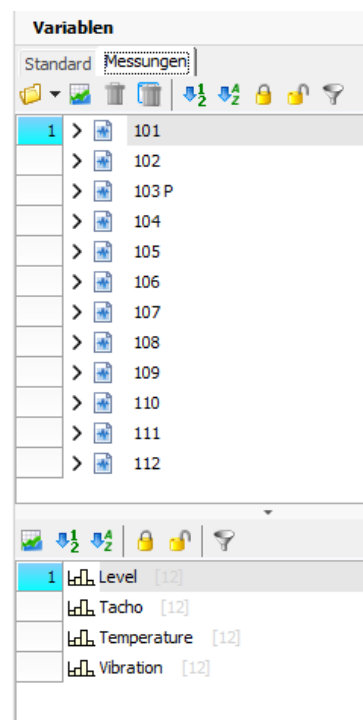 Variablen
Standard Messungen
1 101
102
103 P
104
105
106
107
108
109
110
111
112
1 Level [12]
Tacho [12]
Temperature [12]
Vibration [12]